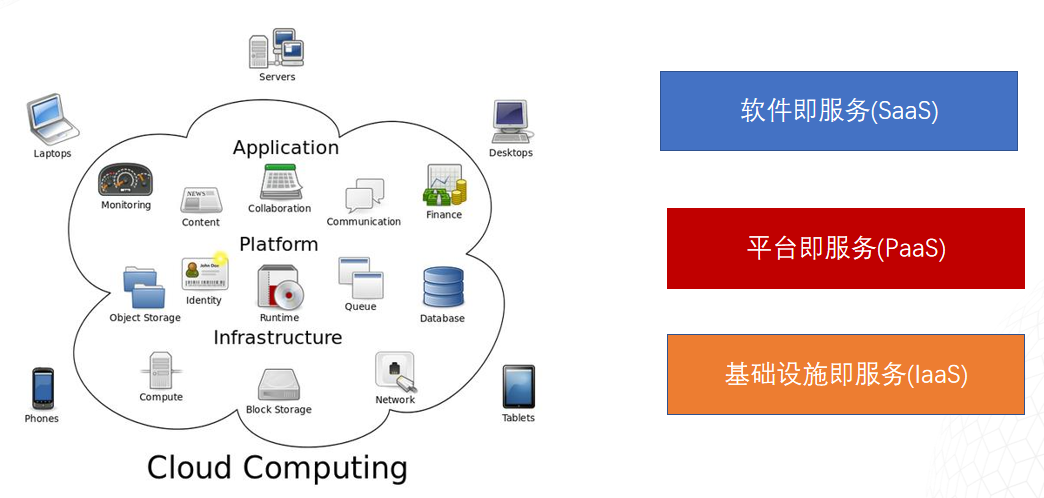 Servers
Laptops
Desktops
Application
Monitoring
Content
Collaboration
Communication
Finance
Platform
Object Storage
Identity
Runtime
Queue
Database
Infrastructure
Compute
Block Storage
Network
Phones
Tablets
Cloud Computing
NEWS
John Doe
软件即服务(SaaS)
平台即服务(PaaS)
基础设施即服务(IaaS)